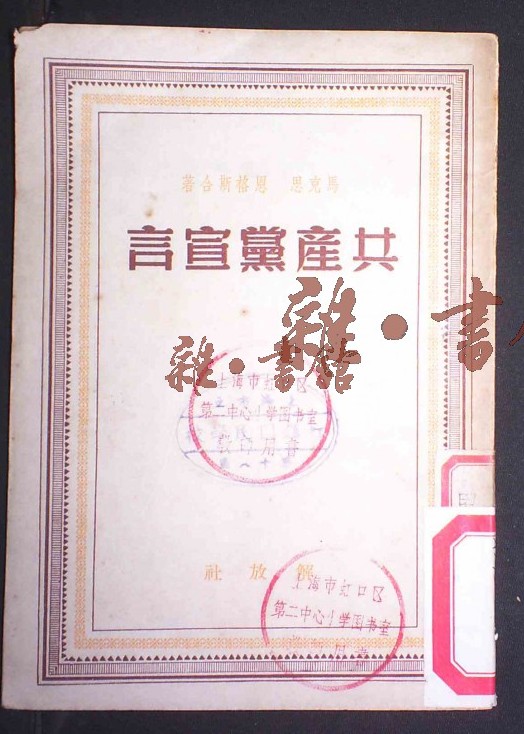 馬克思 恩格斯合著
共產黨宣言
雜·書館
雜·書館
上海市虹口区
第二中心小学图书室
解放社
上海市虹口区
第二中心小学图书室